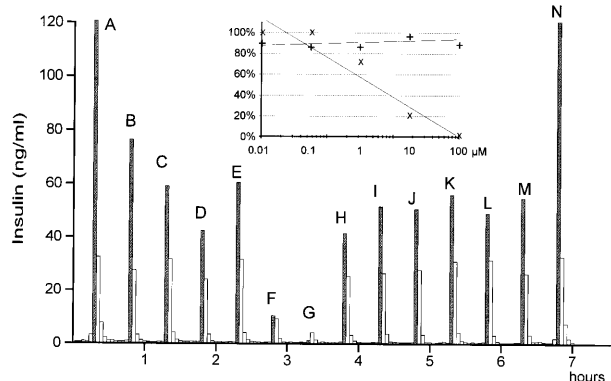 120
100
80
60
40
20
0
Insulin (ng/ml)
A
B
C
D
E
F
G
H
I
J
K
L
M
N
100%
80%
60%
40%
20%
0%
0.01 0.1 1 10 100 µM
1 2 3 4 5 6 7
hours